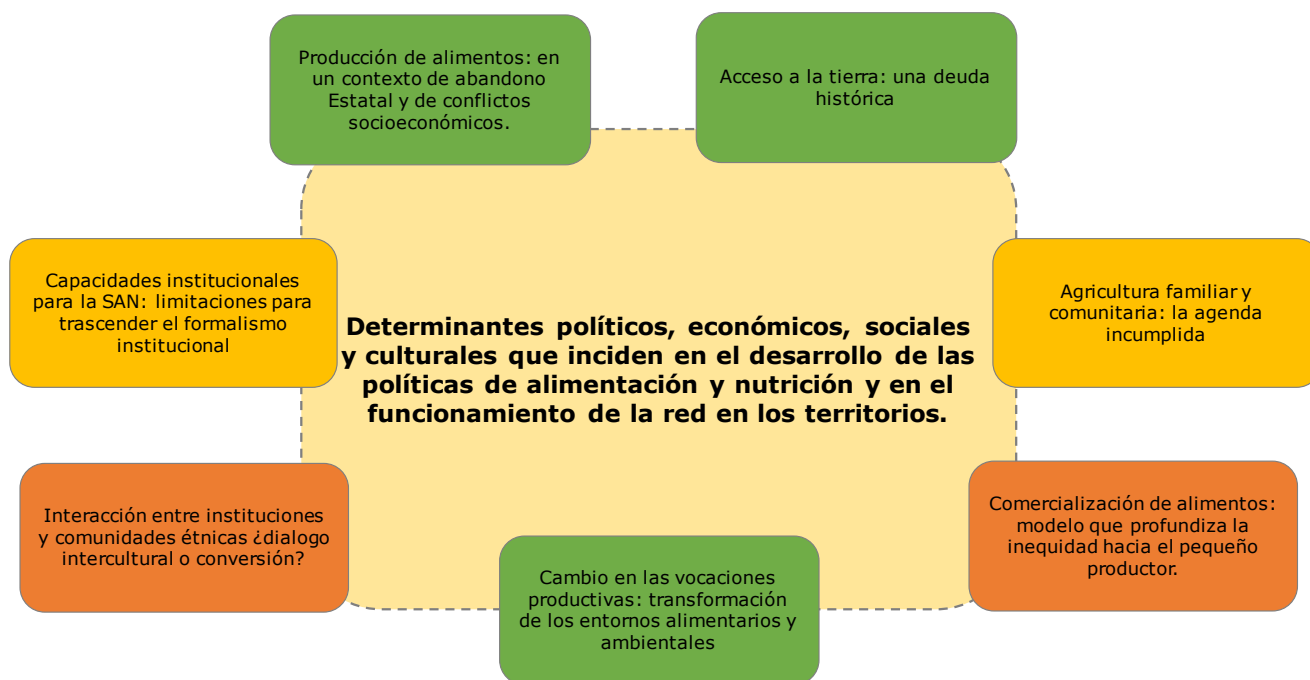 Producción de alimentos: en
un contexto de abandono
Estatal y de conflictos
socioeconómicos.
Acceso a la tierra: una deuda
histórica
Capacidades institucionales
para la SAN: limitaciones para
trascender el formalismo
institucional
Agricultura familiar y
comunitaria: la agenda
incumplida
Determinantes políticos, económicos, sociales
y culturales que inciden en el desarrollo de las
políticas de alimentación y nutrición y en el
funcionamiento de la red en los territorios.
Interacción entre instituciones
y comunidades étnicas ¿dialogo
intercultural o conversión?
Comercialización de alimentos:
modelo que profundiza la
inequidad hacia el pequeño
productor.
Cambio en las vocaciones
productivas: transformación
de los entornos alimentarios y
ambientales